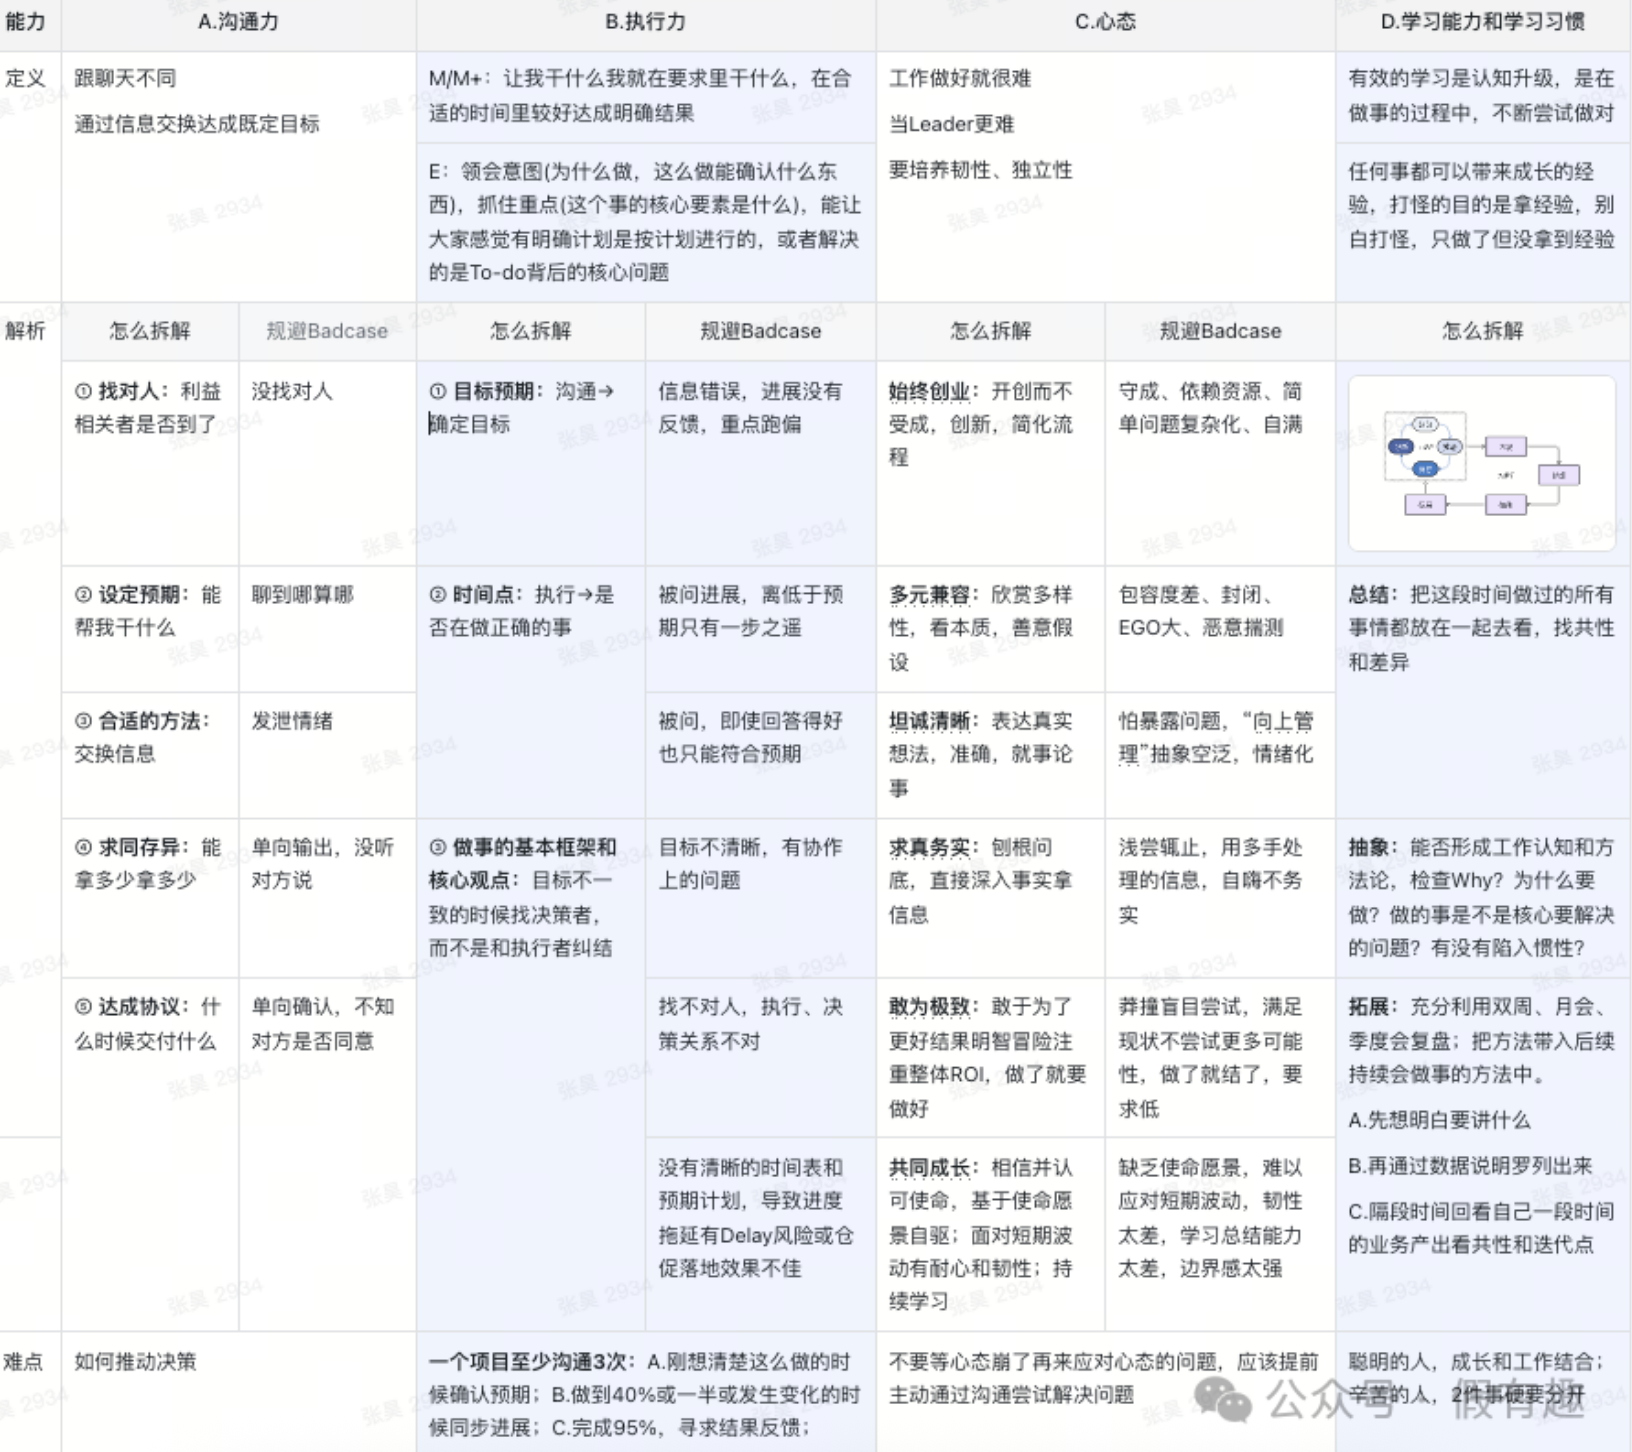 能力
A.沟通力
B.执行力
C.心态
D.学习能力和学习习惯
定义
跟聊天不同
通过信息交换达成既定目标
M/M+：让我干什么我就在要求里干什么，在合
适的时间里较好达成明确结果
E：领会意图(为什么做，这么做能确认什么东
西)，抓住重点(这个事的核心要素是什么)，能让
大家感觉有明确计划是按计划进行的，或者解决
的是To-do背后的核心问题
工作做好就很难
当Leader更难
要培养韧性、独立性
有效的学习是认知升级，是在
做事的过程中，不断尝试做对
任何事都可以带来成长的经
验，打怪的目的是拿经验，别
白打怪，只做了但没拿到经验
解析
怎么拆解
规避Badcase
怎么拆解
规避Badcase
怎么拆解
规避Badcase
怎么拆解
① 找对人：利益
相关者是否到了
没找对人
① 目标预期：沟通→
确定目标
信息错误，进展没有
反馈，重点跑偏
始终创业：开创而不
受成，创新，简化流
程
守成、依赖资源、简
单问题复杂化、自满
② 设定预期：能
帮我干什么
聊到哪算哪
② 时间点：执行→是
否在做正确的事
被问进展，离低于预
期只有一步之遥
多元兼容：欣赏多样
性，看本质，善意假
设
包容度差、封闭、
EGO大、恶意揣测
总结：把这段时间做过的所有
事情都放在一起去看，找共性
和差异
③ 合适的方法：
交换信息
发泄情绪
被问，即使回答得好
也只能符合预期
坦诚清晰：表达真实
想法，准确，就事论
事
怕暴露问题，“向上管
理”抽象空泛，情绪化
④ 求同存异：能
拿多少拿多少
单向输出，没听
对方说
③ 做事的基本框架和
核心观点：目标不一
致的时候找决策者，
而不是和执行者纠结
目标不清晰，有协作
上的问题
求真务实：刨根问
底，直接深入事实拿
信息
浅尝辄止，用多手处
理的信息，自嗨不务
实
抽象：能否形成工作认知和方
法论，检查Why？为什么要
做？做的事是不是核心要解决
的问题？有没有陷入惯性？
⑤ 达成协议：什
么时候交付什么
单向确认，不知
对方是否同意
找不对人，执行、决
策关系不对
敢为极致：敢于为了
更好结果明智冒险注
重整体ROI，做了就要
做好
莽撞盲目尝试，满足
现状不尝试更多可能
性，做了就结了，要
求低
拓展：充分利用双周、月会、
季度会复盘；把方法带入后续
持续会做事的方法中。
A.先想明白要讲什么
B.再通过数据说明罗列出来
C.隔段时间回看自己一段时间
的业务产出看共性和迭代点
没有清晰的时间表和
预期计划，导致进度
拖延有Delay风险或仓
促落地效果不佳
共同成长：相信并认
可使命，基于使命愿
景自驱；面对短期波
动有耐心和韧性；持
续学习
缺乏使命愿景，难以
应对短期波动，韧性
太差，学习总结能力
太差，边界感太强
难点
如何推动决策
一个项目至少沟通3次：A.刚想清楚这么做的时
候确认预期；B.做到40%或一半或发生变化的时
候同步进展；C.完成95%，寻求结果反馈；
不要等心态崩了再来应对心态的问题，应该提前
主动通过沟通尝试解决问题
聪明的人，成长和工作结合；
辛苦的人，2件事硬要分开
公众号 · 假有趣
张昊 2934